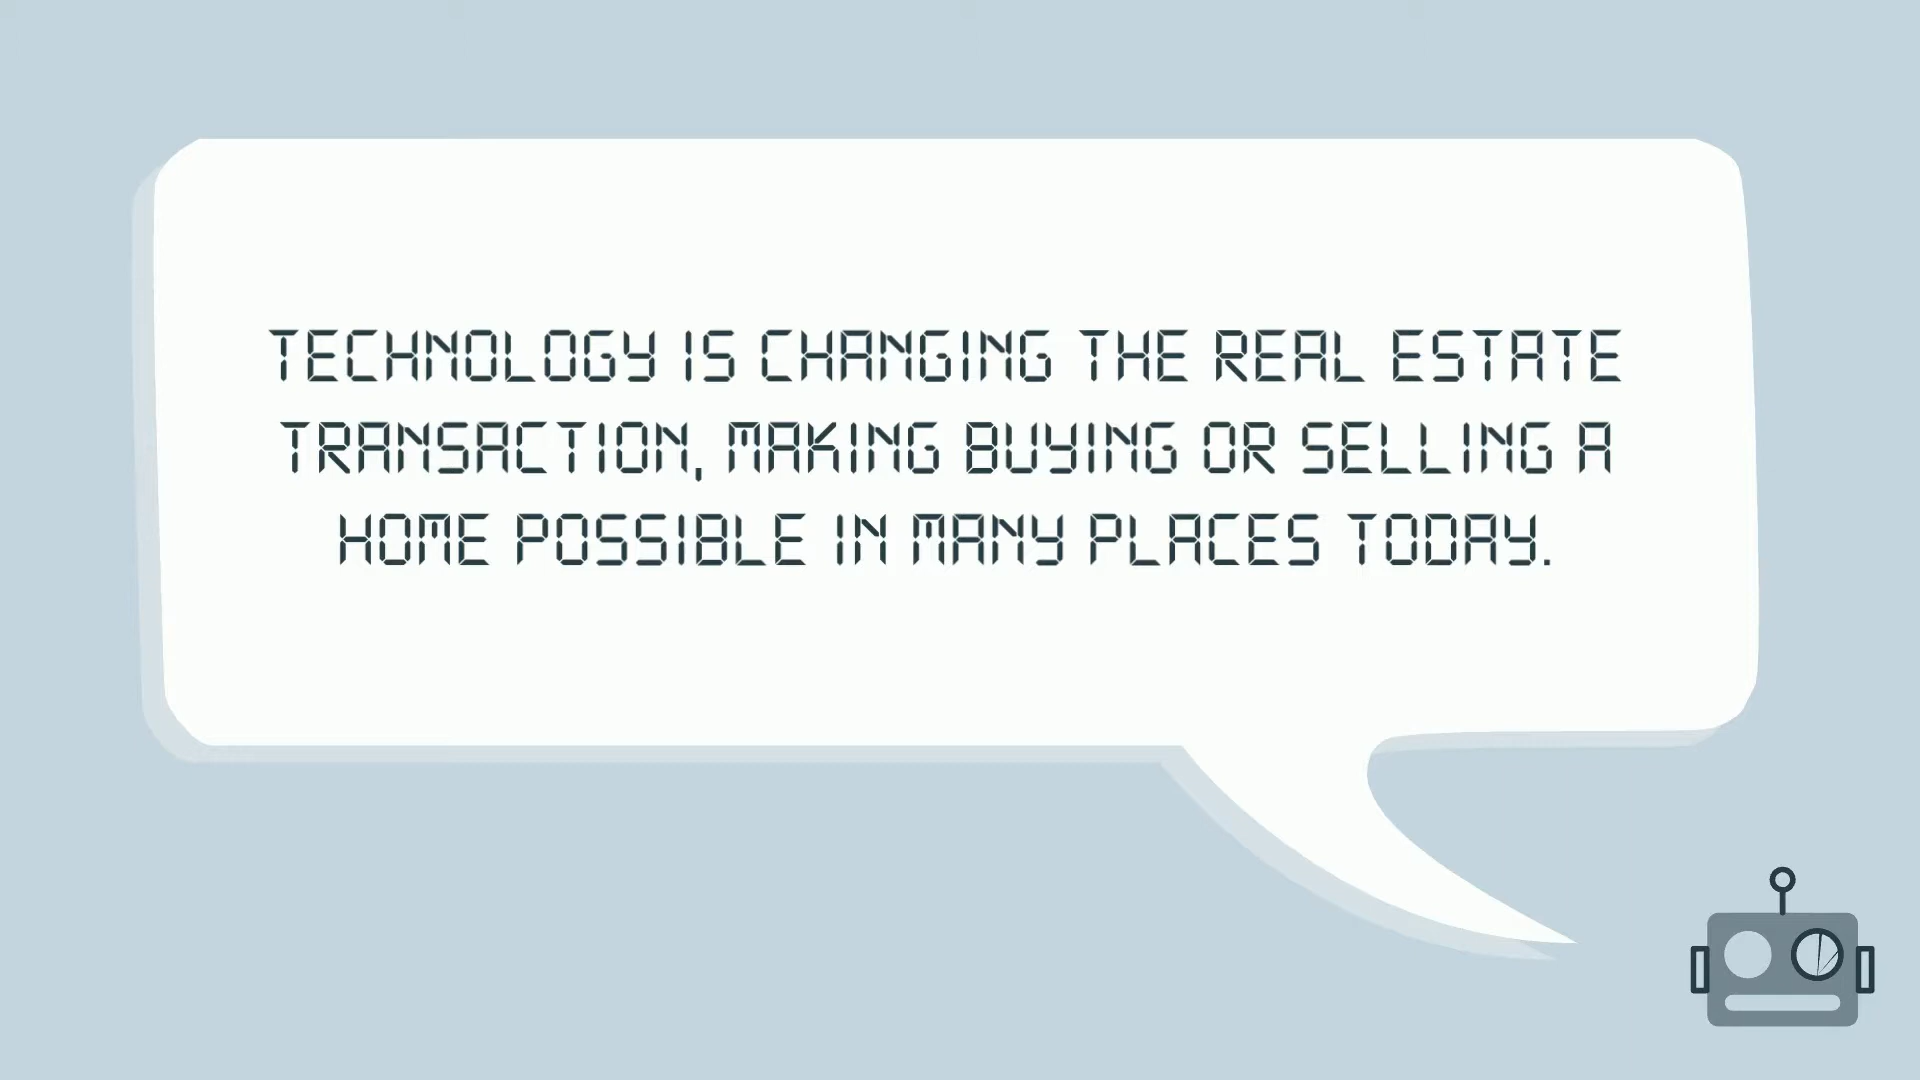 TECHNOLOGY IS CHANGING THE REAL ESTATE
TRANSACTION, MAKING BUYING OR SELLING A
HOME POSSIBLE IN MANY PLACES TODAY.